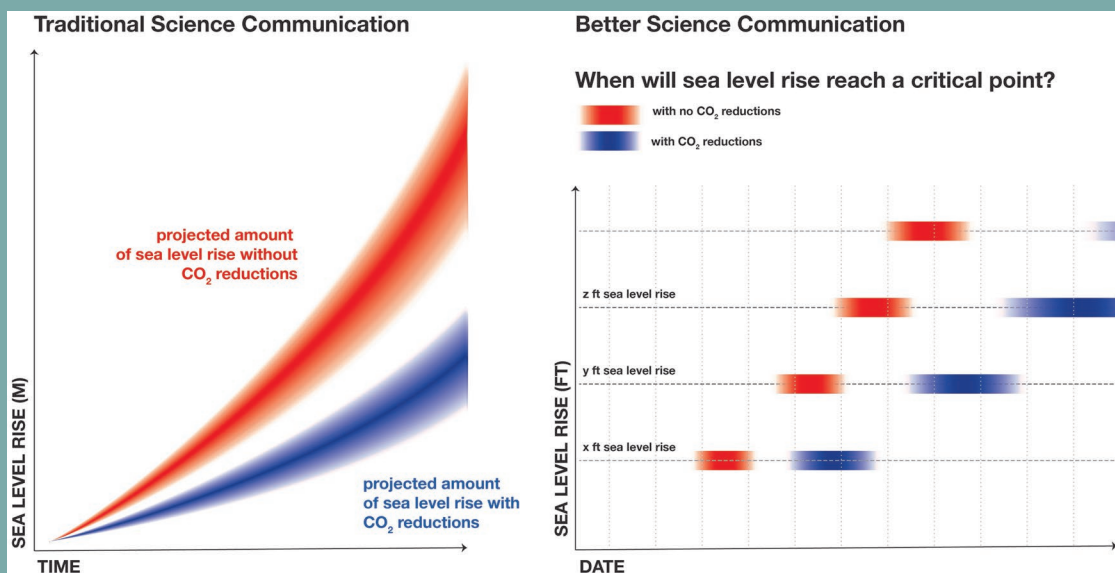 Traditional Science Communication
SEA LEVEL RISE (M)
projected amount
of sea level rise without
CO₂ reductions
projected amount
of sea level rise with
CO₂ reductions
TIME
Better Science Communication
When will sea level rise reach a critical point?
with no CO₂ reductions
with CO₂ reductions
SEA LEVEL RISE (FT)
z ft sea level rise
y ft sea level rise
x ft sea level rise
DATE